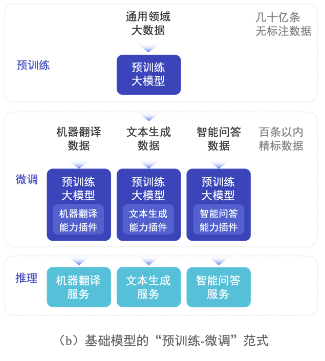 通用领域
大数据
几十亿条
无标注数据
预训练
预训练
大模型
机器翻译
数据
文本生成
数据
智能问答
数据
百条以内
精标数据
微调
预训练
大模型
机器翻译
能力插件
预训练
大模型
文本生成
能力插件
预训练
大模型
智能问答
能力插件
推理
机器翻译
服务
文本生成
服务
智能问答
服务
（b）基础模型的“预训练-微调”范式